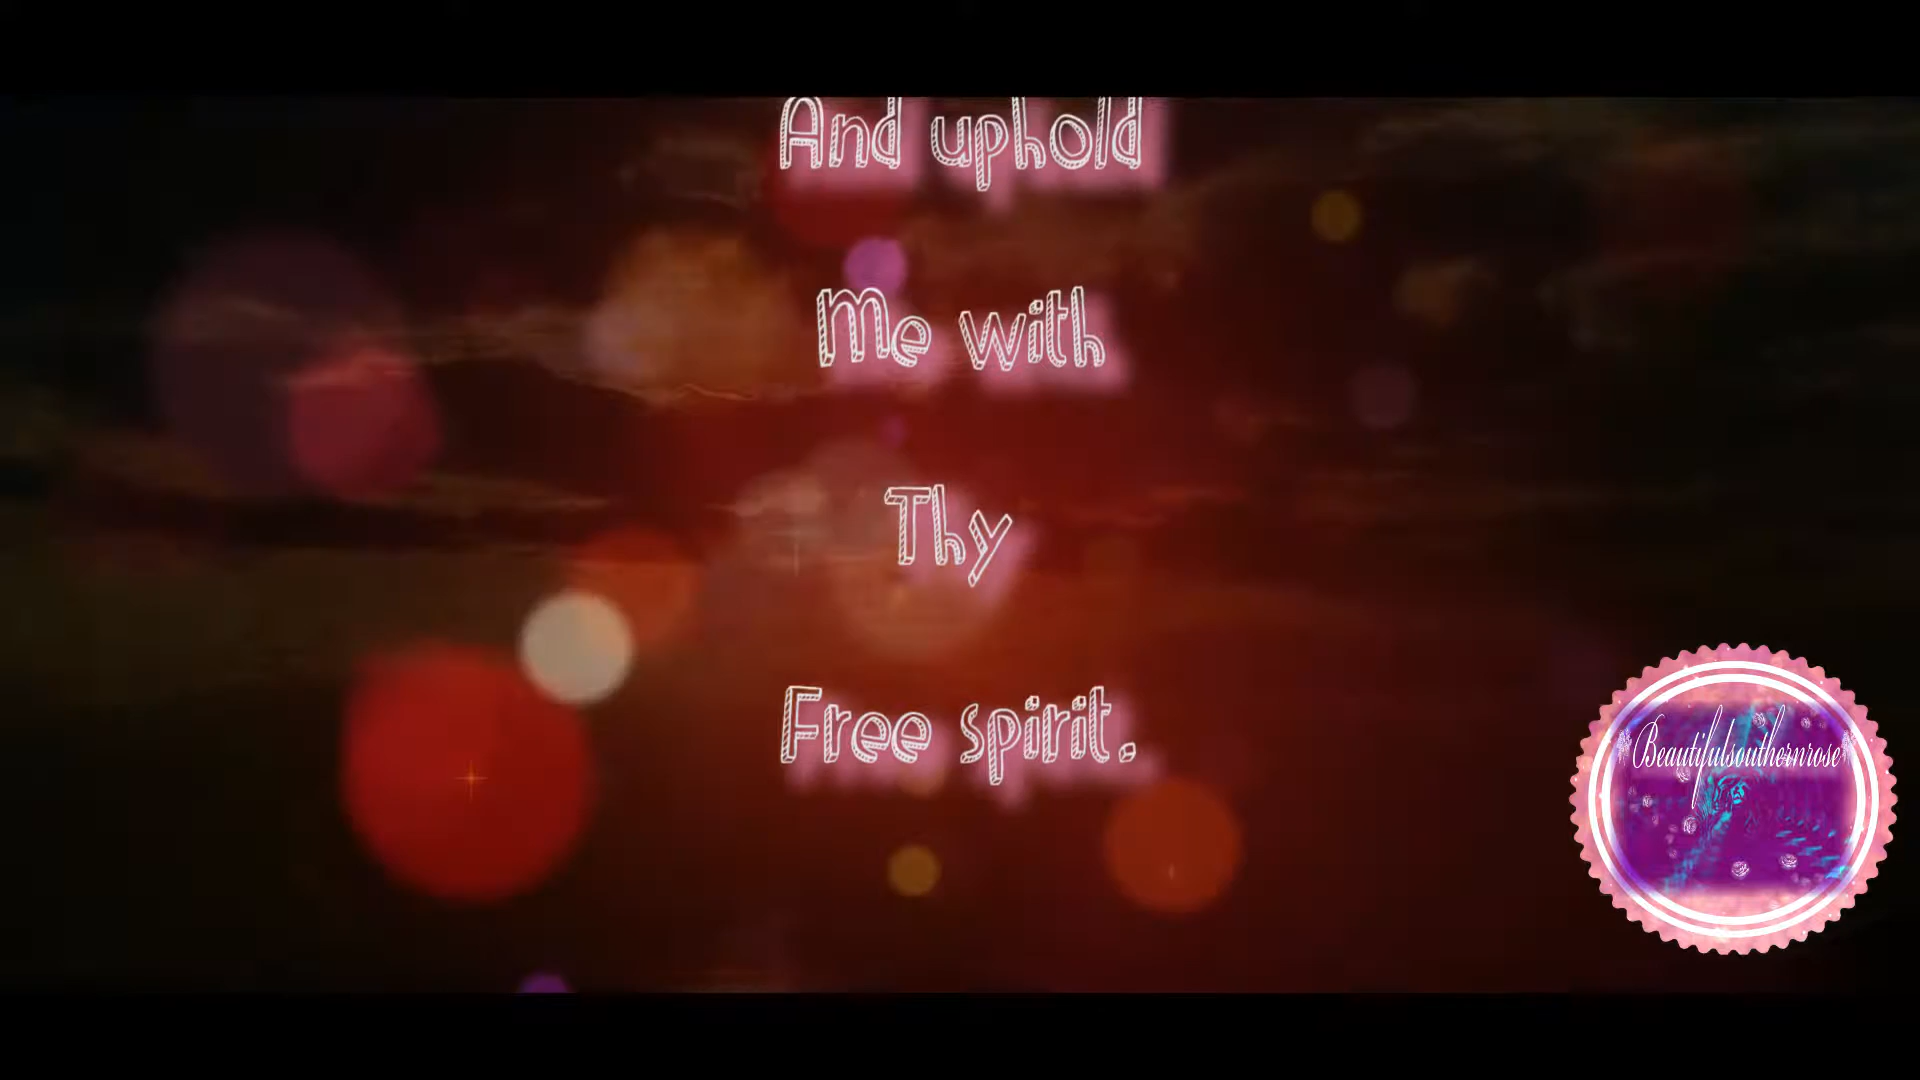 And uphold
Me with
Thy
Free spirit.
Beautifulsouthernrose